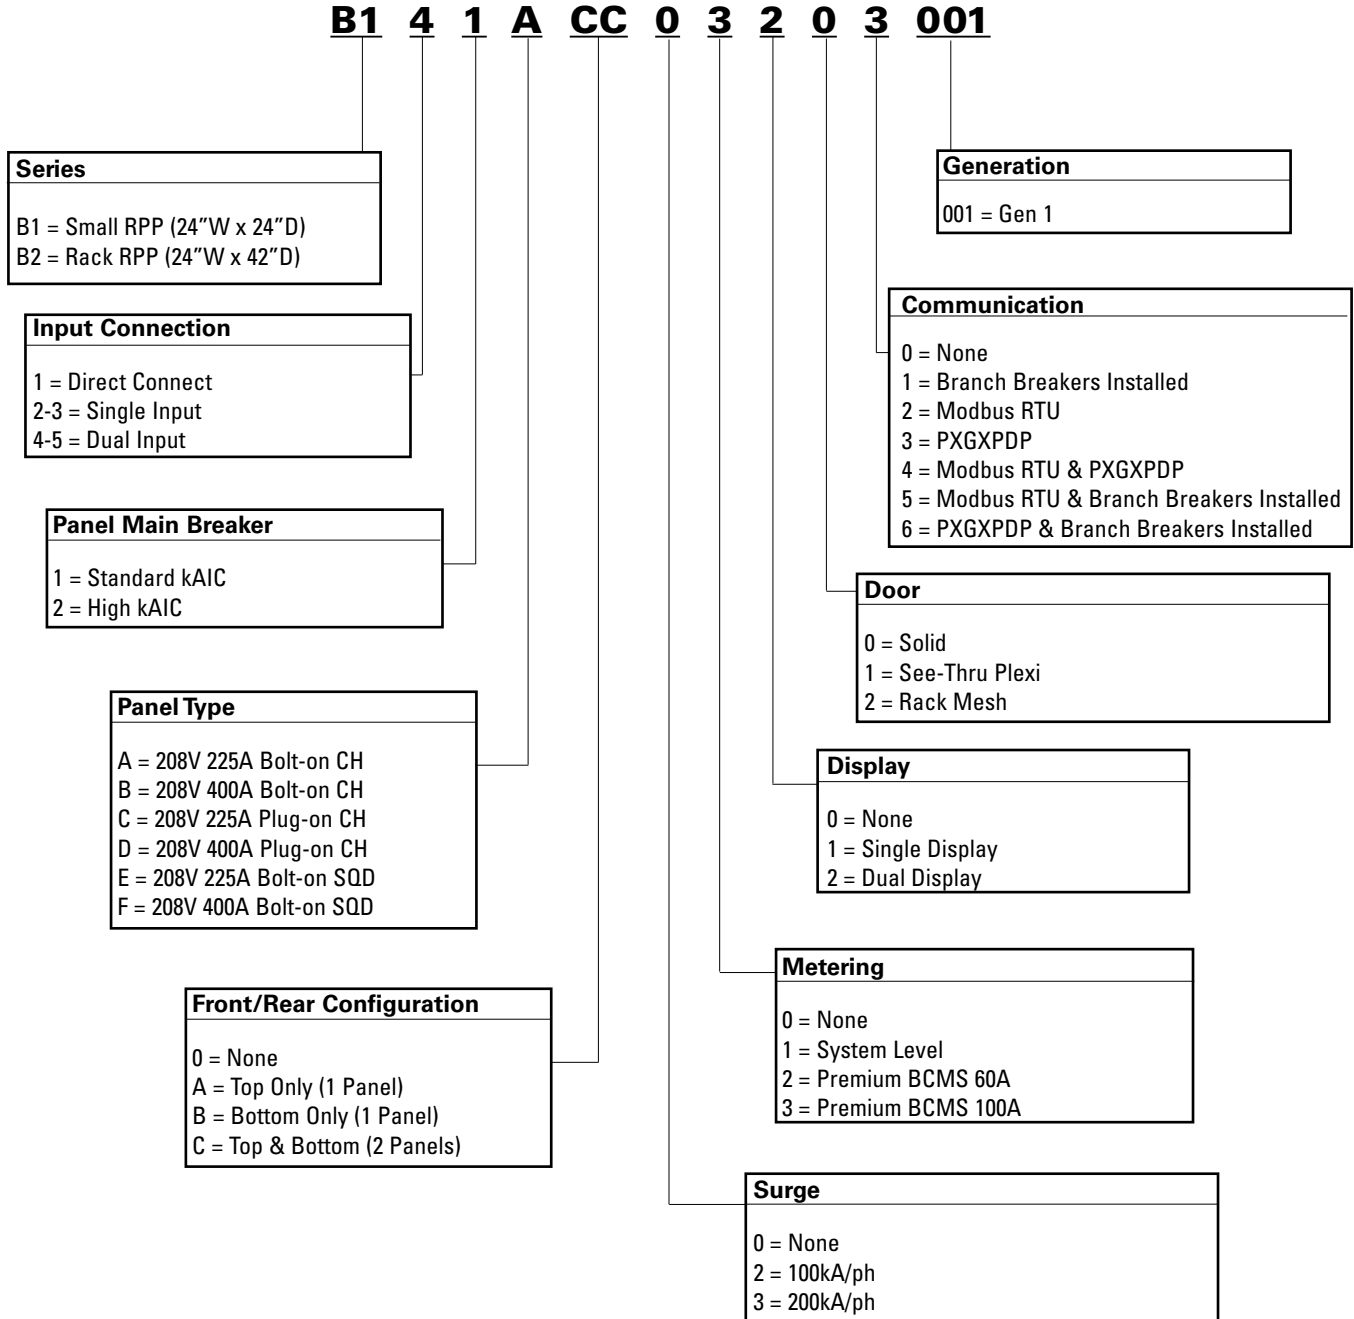 B1 4 1 A CC 0 3 2 0 3 001
Series
B1 = Small RPP (24"W x 24"D)
B2 = Rack RPP (24"W x 42"D)
Input Connection
1 = Direct Connect
2-3 = Single Input
4-5 = Dual Input
Panel Main Breaker
1 = Standard kAIC
2 = High kAIC
Panel Type
A = 208V 225A Bolt-on CH
B = 208V 400A Bolt-on CH
C = 208V 225A Plug-on CH
D = 208V 400A Plug-on CH
E = 208V 225A Bolt-on SQD
F = 208V 400A Bolt-on SQD
Front/Rear Configuration
0 = None
A = Top Only (1 Panel)
B = Bottom Only (1 Panel)
C = Top & Bottom (2 Panels)
Generation
001 = Gen 1
Communication
0 = None
1 = Branch Breakers Installed
2 = Modbus RTU
3 = PXGXPDP
4 = Modbus RTU & PXGXPDP
5 = Modbus RTU & Branch Breakers Installed
6 = PXGXPDP & Branch Breakers Installed
Door
0 = Solid
1 = See-Thru Plexi
2 = Rack Mesh
Display
0 = None
1 = Single Display
2 = Dual Display
Metering
0 = None
1 = System Level
2 = Premium BCMS 60A
3 = Premium BCMS 100A
Surge
0 = None
2 = 100kA/ph
3 = 200kA/ph